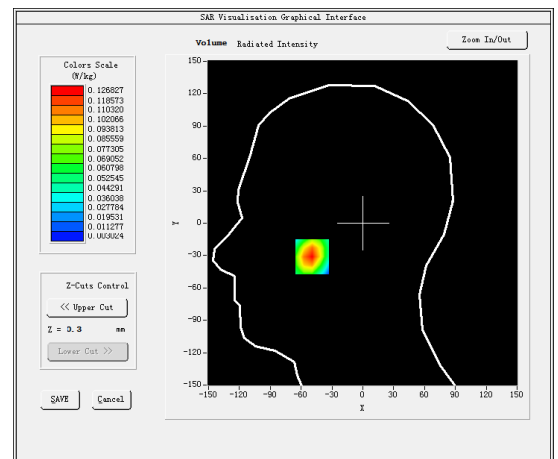 SAR Visualisation Graphical Interface
Volume Radiated Intensity
Zoom In/Out
Colors Scale
(W/kg)
0.126827
0.118573
0.110320
0.102066
0.093813
0.085559
0.077305
0.069052
0.060798
0.052545
0.044291
0.036038
0.027784
0.019531
0.011277
0.003024
150
120
90
60
30
0
-30
-60
-90
-120
-150
Y
-150 -120 -90 -60 -30 0 30 60 90 120 150
X
Z-Cuts Control
<< Upper Cut
Z = 0.3 mm
Lower Cut >>
SAVE
Cancel